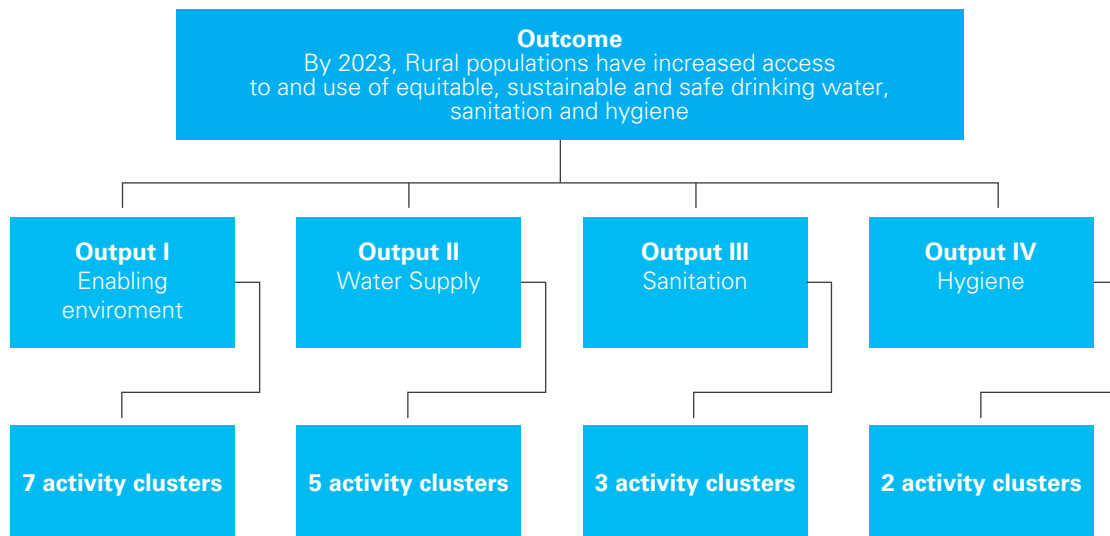 Outcome
By 2023, Rural populations have increased access
to and use of equitable, sustainable and safe drinking water,
sanitation and hygiene
Output I
Enabling
enviroment
Output II
Water Supply
Output III
Sanitation
Output IV
Hygiene
7 activity clusters
5 activity clusters
3 activity clusters
2 activity clusters